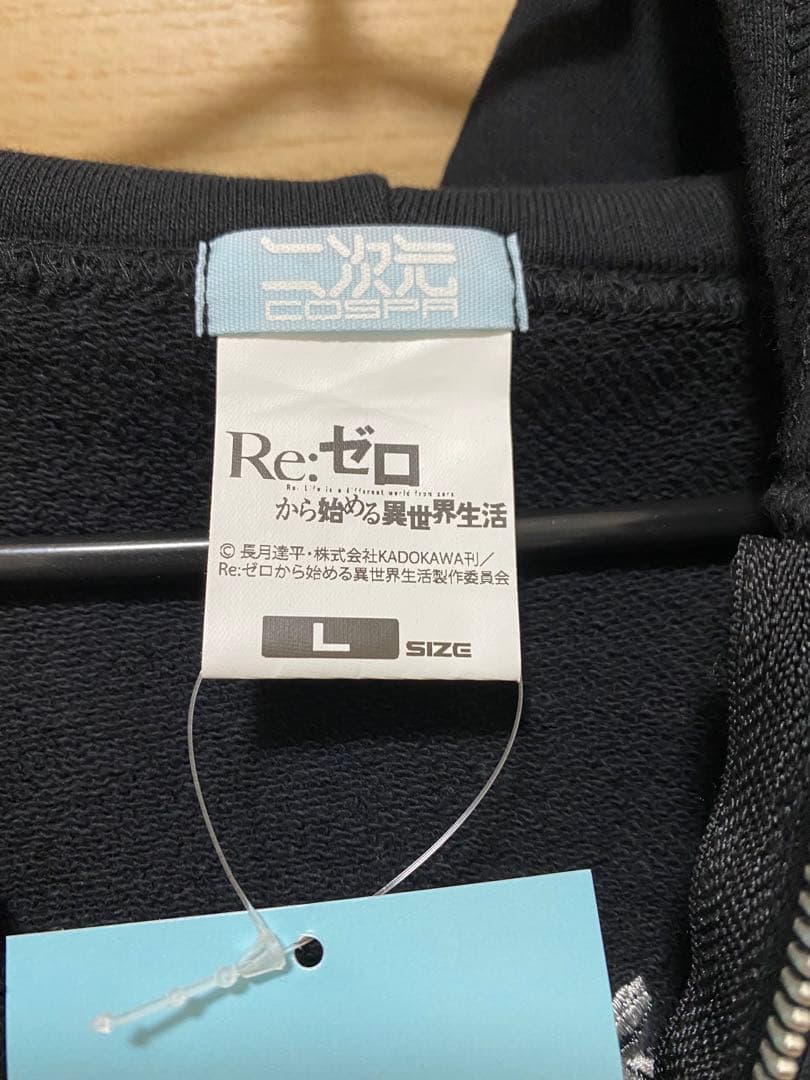 二次元
COSPA
Re:ゼロ
Re: Life in a different world from zero
から始める異世界生活
© 長月達平・株式会社KADOKAWA刊／
Re:ゼロから始める異世界生活製作委員会
L SIZE